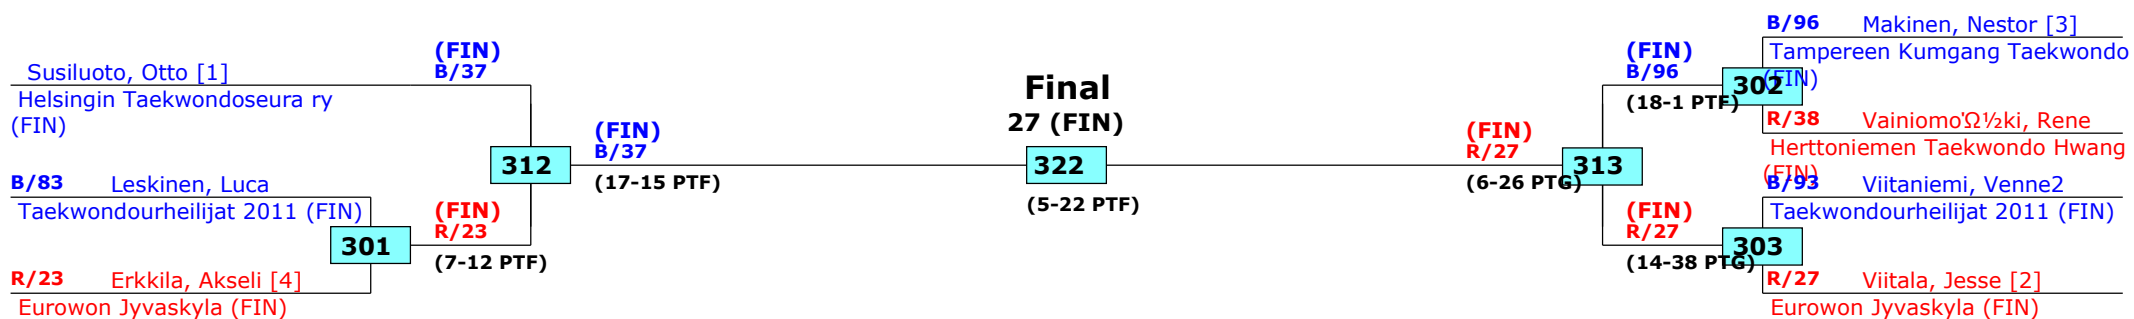 Susiluoto, Otto [1]
Helsingin Taekwondoseura ry
(FIN)
B/83 Leskinen, Luca
Taekwondourheilijat 2011 (FIN)
R/23 Erkkila, Akseli [4]
Eurowon Jyvaskyla (FIN)
301
(FIN)
B/37
(FIN)
R/23
(7-12 PTF)
312
(FIN)
B/37
(17-15 PTF)
Final
27 (FIN)
322
(5-22 PTF)
(FIN)
R/27
(6-26 PTG)
313
(FIN)
B/96
(18-1 PTF)
(FIN)
R/27
(14-38 PTG)
302
303
B/96 Makinen, Nestor [3]
Tampereen Kumgang Taekwondo
(FIN)
R/38 Vainiomo'Ω½ki, Rene
Herttoniemen Taekwondo Hwang
(FIN)
B/93 Viitaniemi, Venne2
Taekwondourheilijat 2011 (FIN)
R/27 Viitala, Jesse [2]
Eurowon Jyvaskyla (FIN)